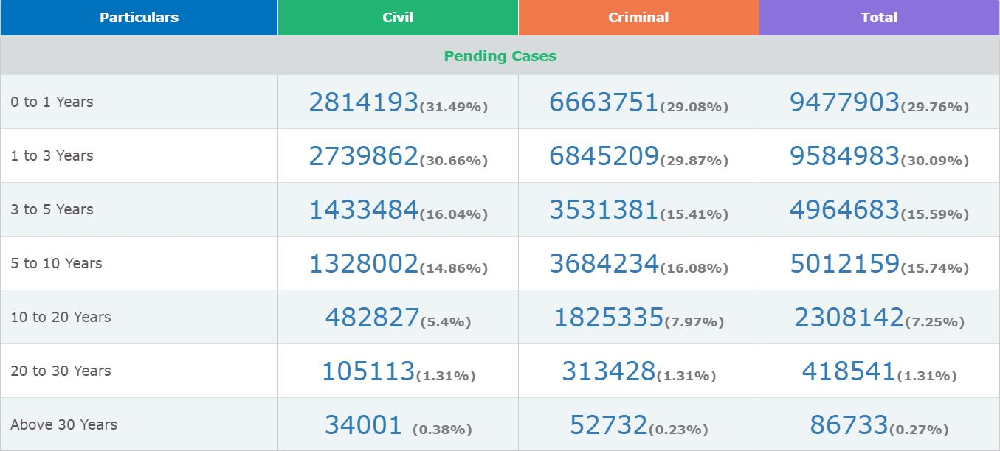 Particulars Civil Criminal Total
Pending Cases
0 to 1 Years 2814193(31.49%) 6663751(29.08%) 9477903(29.76%)
1 to 3 Years 2739862(30.66%) 6845209(29.87%) 9584983(30.09%)
3 to 5 Years 1433484(16.04%) 3531381(15.41%) 4964683(15.59%)
5 to 10 Years 1328002(14.86%) 3684234(16.08%) 5012159(15.74%)
10 to 20 Years 482827(5.4%) 1825335(7.97%) 2308142(7.25%)
20 to 30 Years 105113(1.31%) 313428(1.31%) 418541(1.31%)
Above 30 Years 34001 (0.38%) 52732(0.23%) 86733(0.27%)